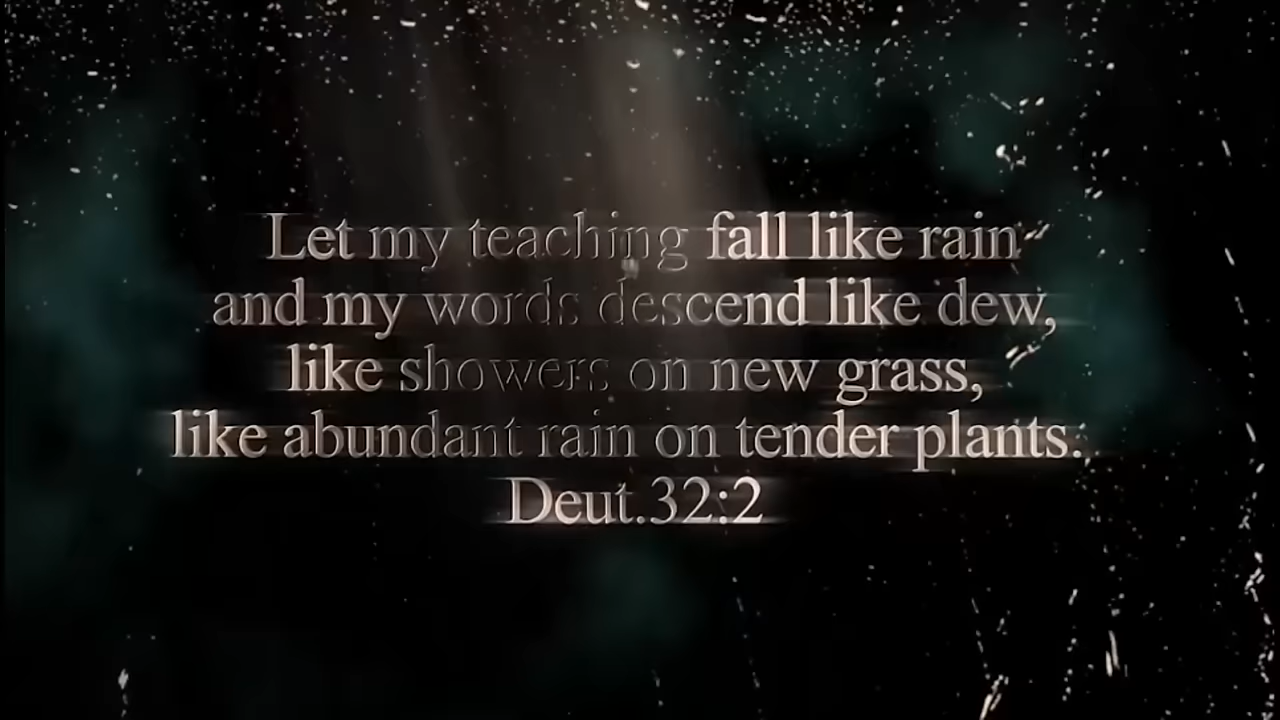 Let my teaching fall like rain
and my words descend like dew,
like showers on new grass,
like abundant rain on tender plants.
Deut.32:2